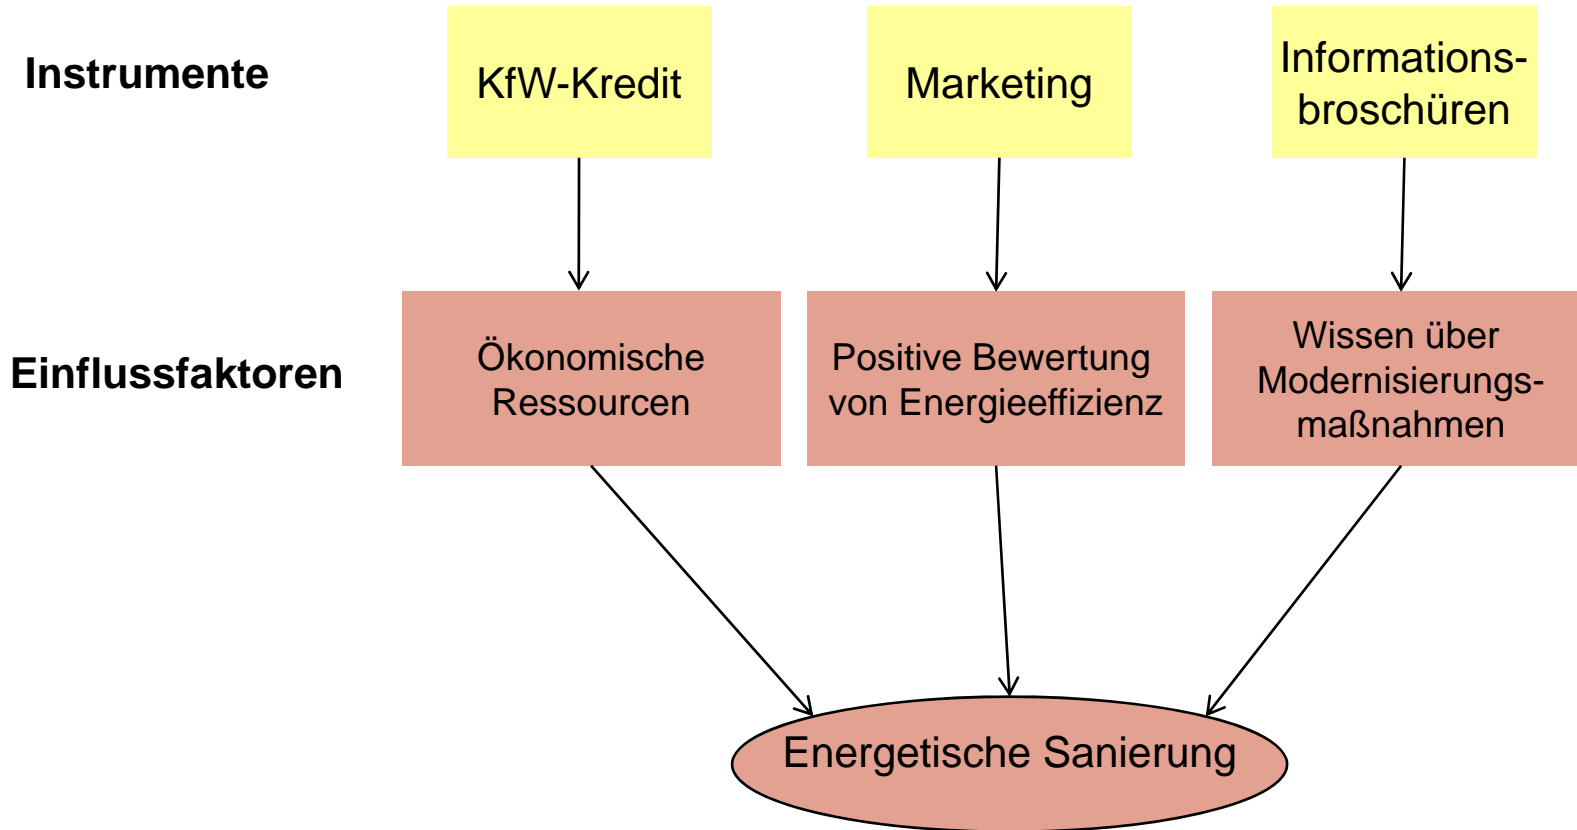 Instrumente
KfW-Kredit
Marketing
Informations-
broschüren
Einflussfaktoren
Ökonomische
Ressourcen
Positive Bewertung
von Energieeffizienz
Wissen über
Modernisierungs-
maßnahmen
Energetische Sanierung